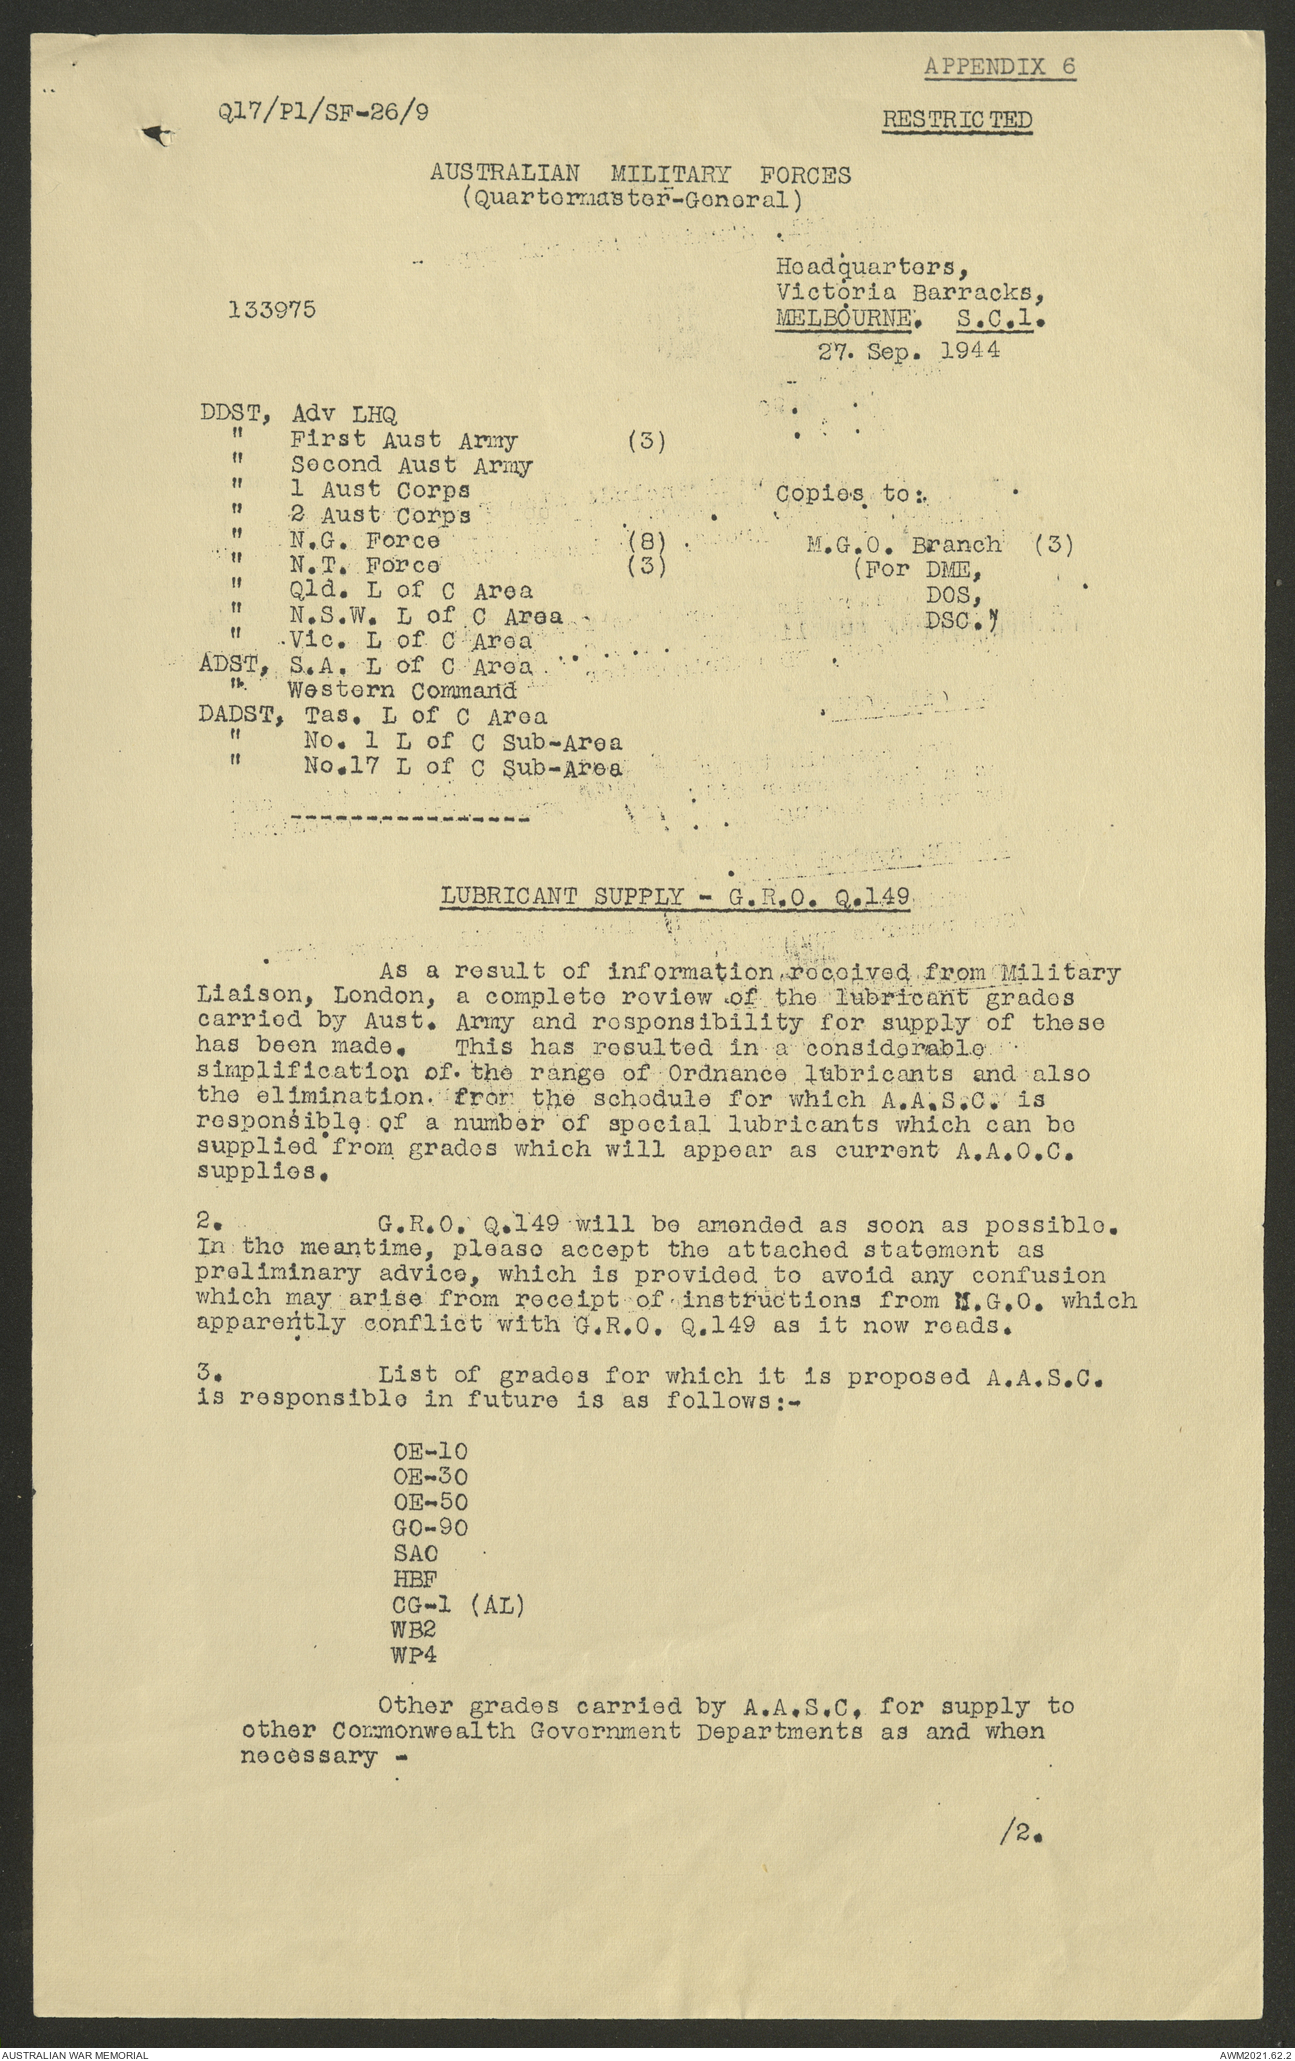 APPENDIX 6
Q17/P1/SF-26/9
RESTRICTED
AUSTRALIAN MILITARY FORCES
(Quartermaster-General)
Headquarters,
Victoria Barracks,
133975
MELBOURNE. S.C.1.
27. Sep. 1944
DDST, Adv LHQ
" First Aust Army (3)
" Second Aust Army
" 1 Aust Corps Copies to:.
" 2 Aust Corps
" N.G. Force (8) M.G.O. Branch (3)
" N.T. Force (3) (For DME,
" Qld. L of C Area DOS,
" N.S.W. L of C Area DSC.)
" Vic. L of C Area
ADST, S.A. L of C Area
" Western Command
DADST, Tas. L of C Area
" No. 1 L of C Sub-Area
" No.17 L of C Sub-Area
----------------
LUBRICANT SUPPLY - G.R.O. Q.149
As a result of information received from Military
Liaison, London, a complete review of the lubricant grades
carried by Aust. Army and responsibility for supply of these
has been made. This has resulted in a considerable
simplification of the range of Ordnance lubricants and also
the elimination from the schedule for which A.A.S.C. is
responsible of a number of special lubricants which can be
supplied from grades which will appear as current A.A.O.C.
supplies.
2. G.R.O. Q.149 will be amended as soon as possible.
In the meantime, please accept the attached statement as
preliminary advice, which is provided to avoid any confusion
which may arise from receipt of instructions from M.G.O. which
apparently conflict with G.R.O. Q.149 as it now reads.
3. List of grades for which it is proposed A.A.S.C.
is responsible in future is as follows:-
OE-10
OE-30
OE-50
GO-90
SAO
HBF
CG-1 (AL)
WB2
WP4
Other grades carried by A.A.S.C. for supply to
other Commonwealth Government Departments as and when
necessary -
/2.
AUSTRALIAN WAR MEMORIAL
AWM2021.62.2